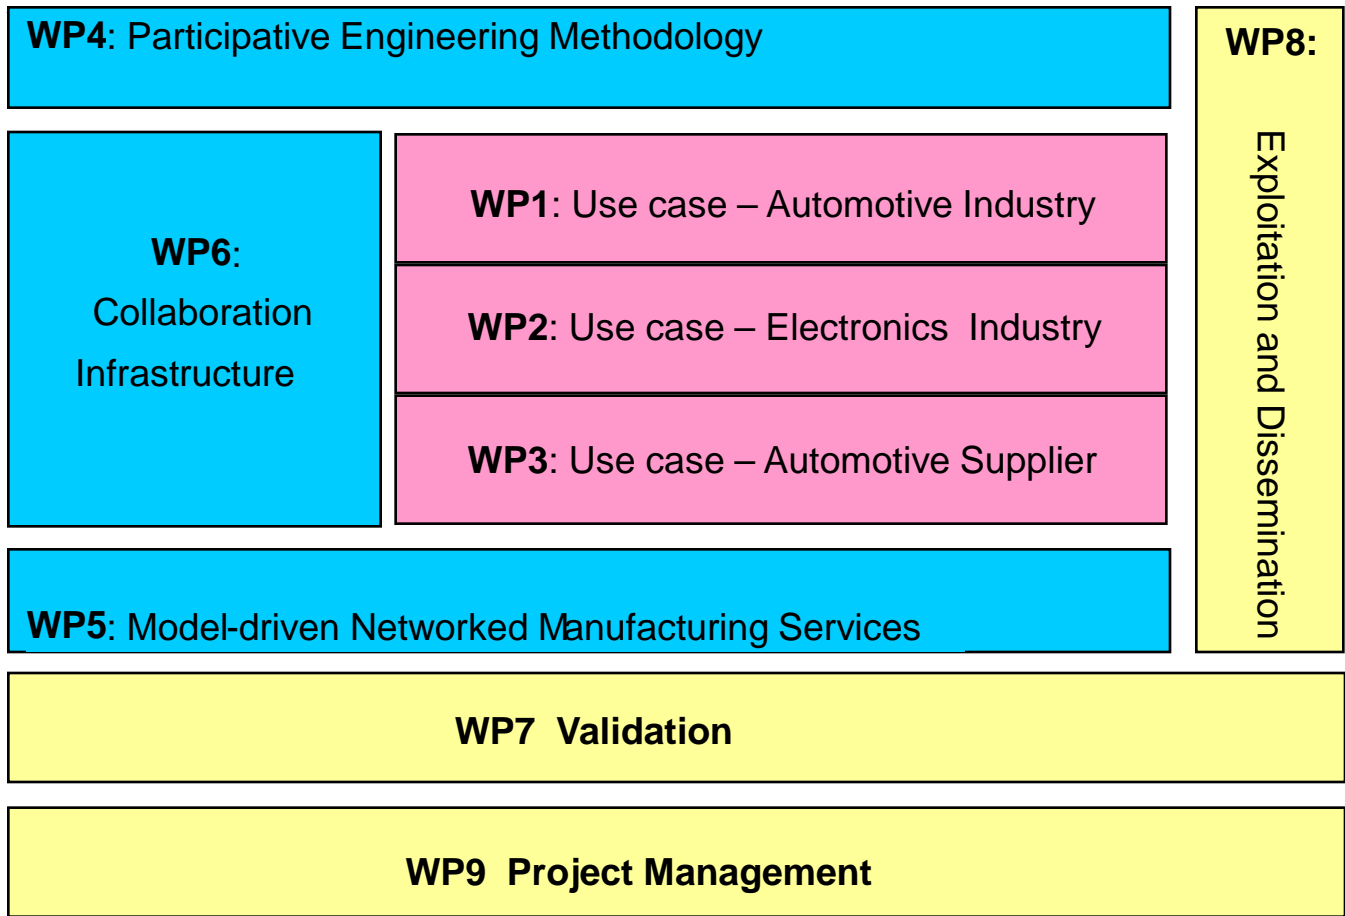 WP4: Participative Engineering Methodology
WP8:
Exploitation and Dissemination
WP6:
Collaboration
Infrastructure
WP1: Use case – Automotive Industry
WP2: Use case – Electronics Industry
WP3: Use case – Automotive Supplier
WP5: Model-driven Networked Manufacturing Services
WP7 Validation
WP9 Project Management